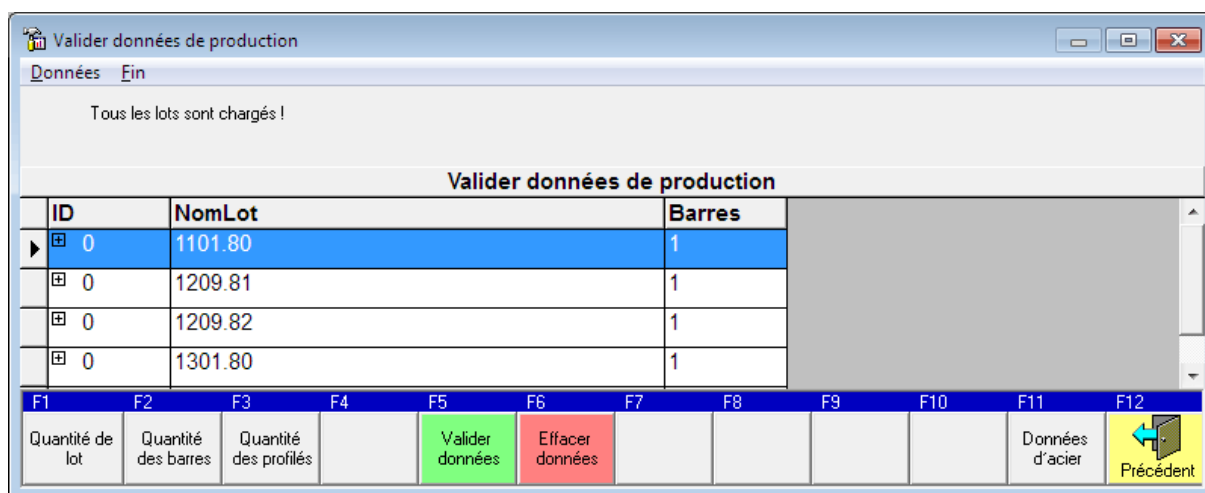 Valider données de production
Données Fin
Tous les lots sont chargés !
Valider données de production
ID NomLot Barres
0 1101.80 1
0 1209.81 1
0 1209.82 1
0 1301.80 1
F1 F2 F3 F4 F5 F6 F7 F8 F9 F10 F11 F12
Quantité de lot
Quantité des barres
Quantité des profilés
Valider données
Effacer données
Données d'acier
Précédent